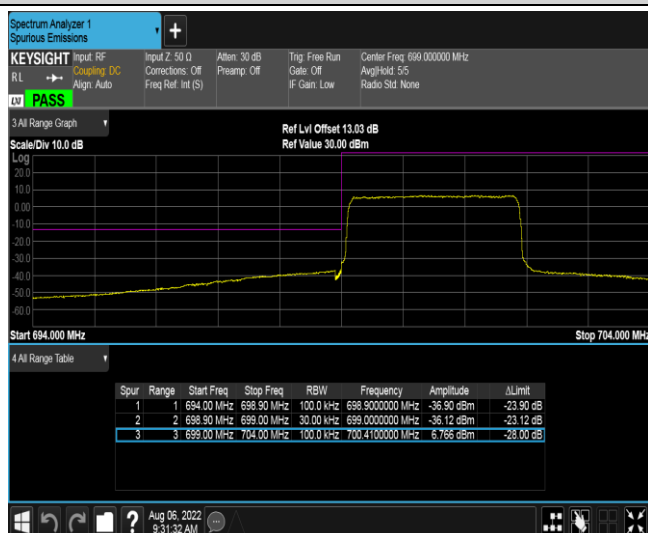 Spectrum Analyzer 1
Spurious Emissions
KEYSIGHT
RL
LXI PASS
Input: RF
Coupling: DC
Align: Auto
Input Z: 50 Ω
Corrections: Off
Freq Ref: Int (S)
Atten: 30 dB
Preamp: Off
Trig: Free Run
Gate: Off
IF Gain: Low
Center Freq: 699.000000 MHz
Avg|Hold: 5/5
Radio Std: None
3 All Range Graph
Scale/Div 10.0 dB
Ref Lvl Offset 13.03 dB
Ref Value 30.00 dBm
Log
20.0
10.0
0.00
-10.0
-20.0
-30.0
-40.0
-50.0
-60.0
Start 694.000 MHz Stop 704.000 MHz
4 All Range Table
Spur Range Start Freq Stop Freq RBW Frequency Amplitude ΔLimit
1 1 694.00 MHz 698.90 MHz 100.0 kHz 698.9000000 MHz -36.90 dBm -23.90 dB
2 2 698.90 MHz 699.00 MHz 30.00 kHz 699.0000000 MHz -36.12 dBm -23.12 dB
3 3 699.00 MHz 704.00 MHz 100.0 kHz 700.4100000 MHz 6.766 dBm -28.00 dB
?
Aug 06, 2022
9:31:32 AM